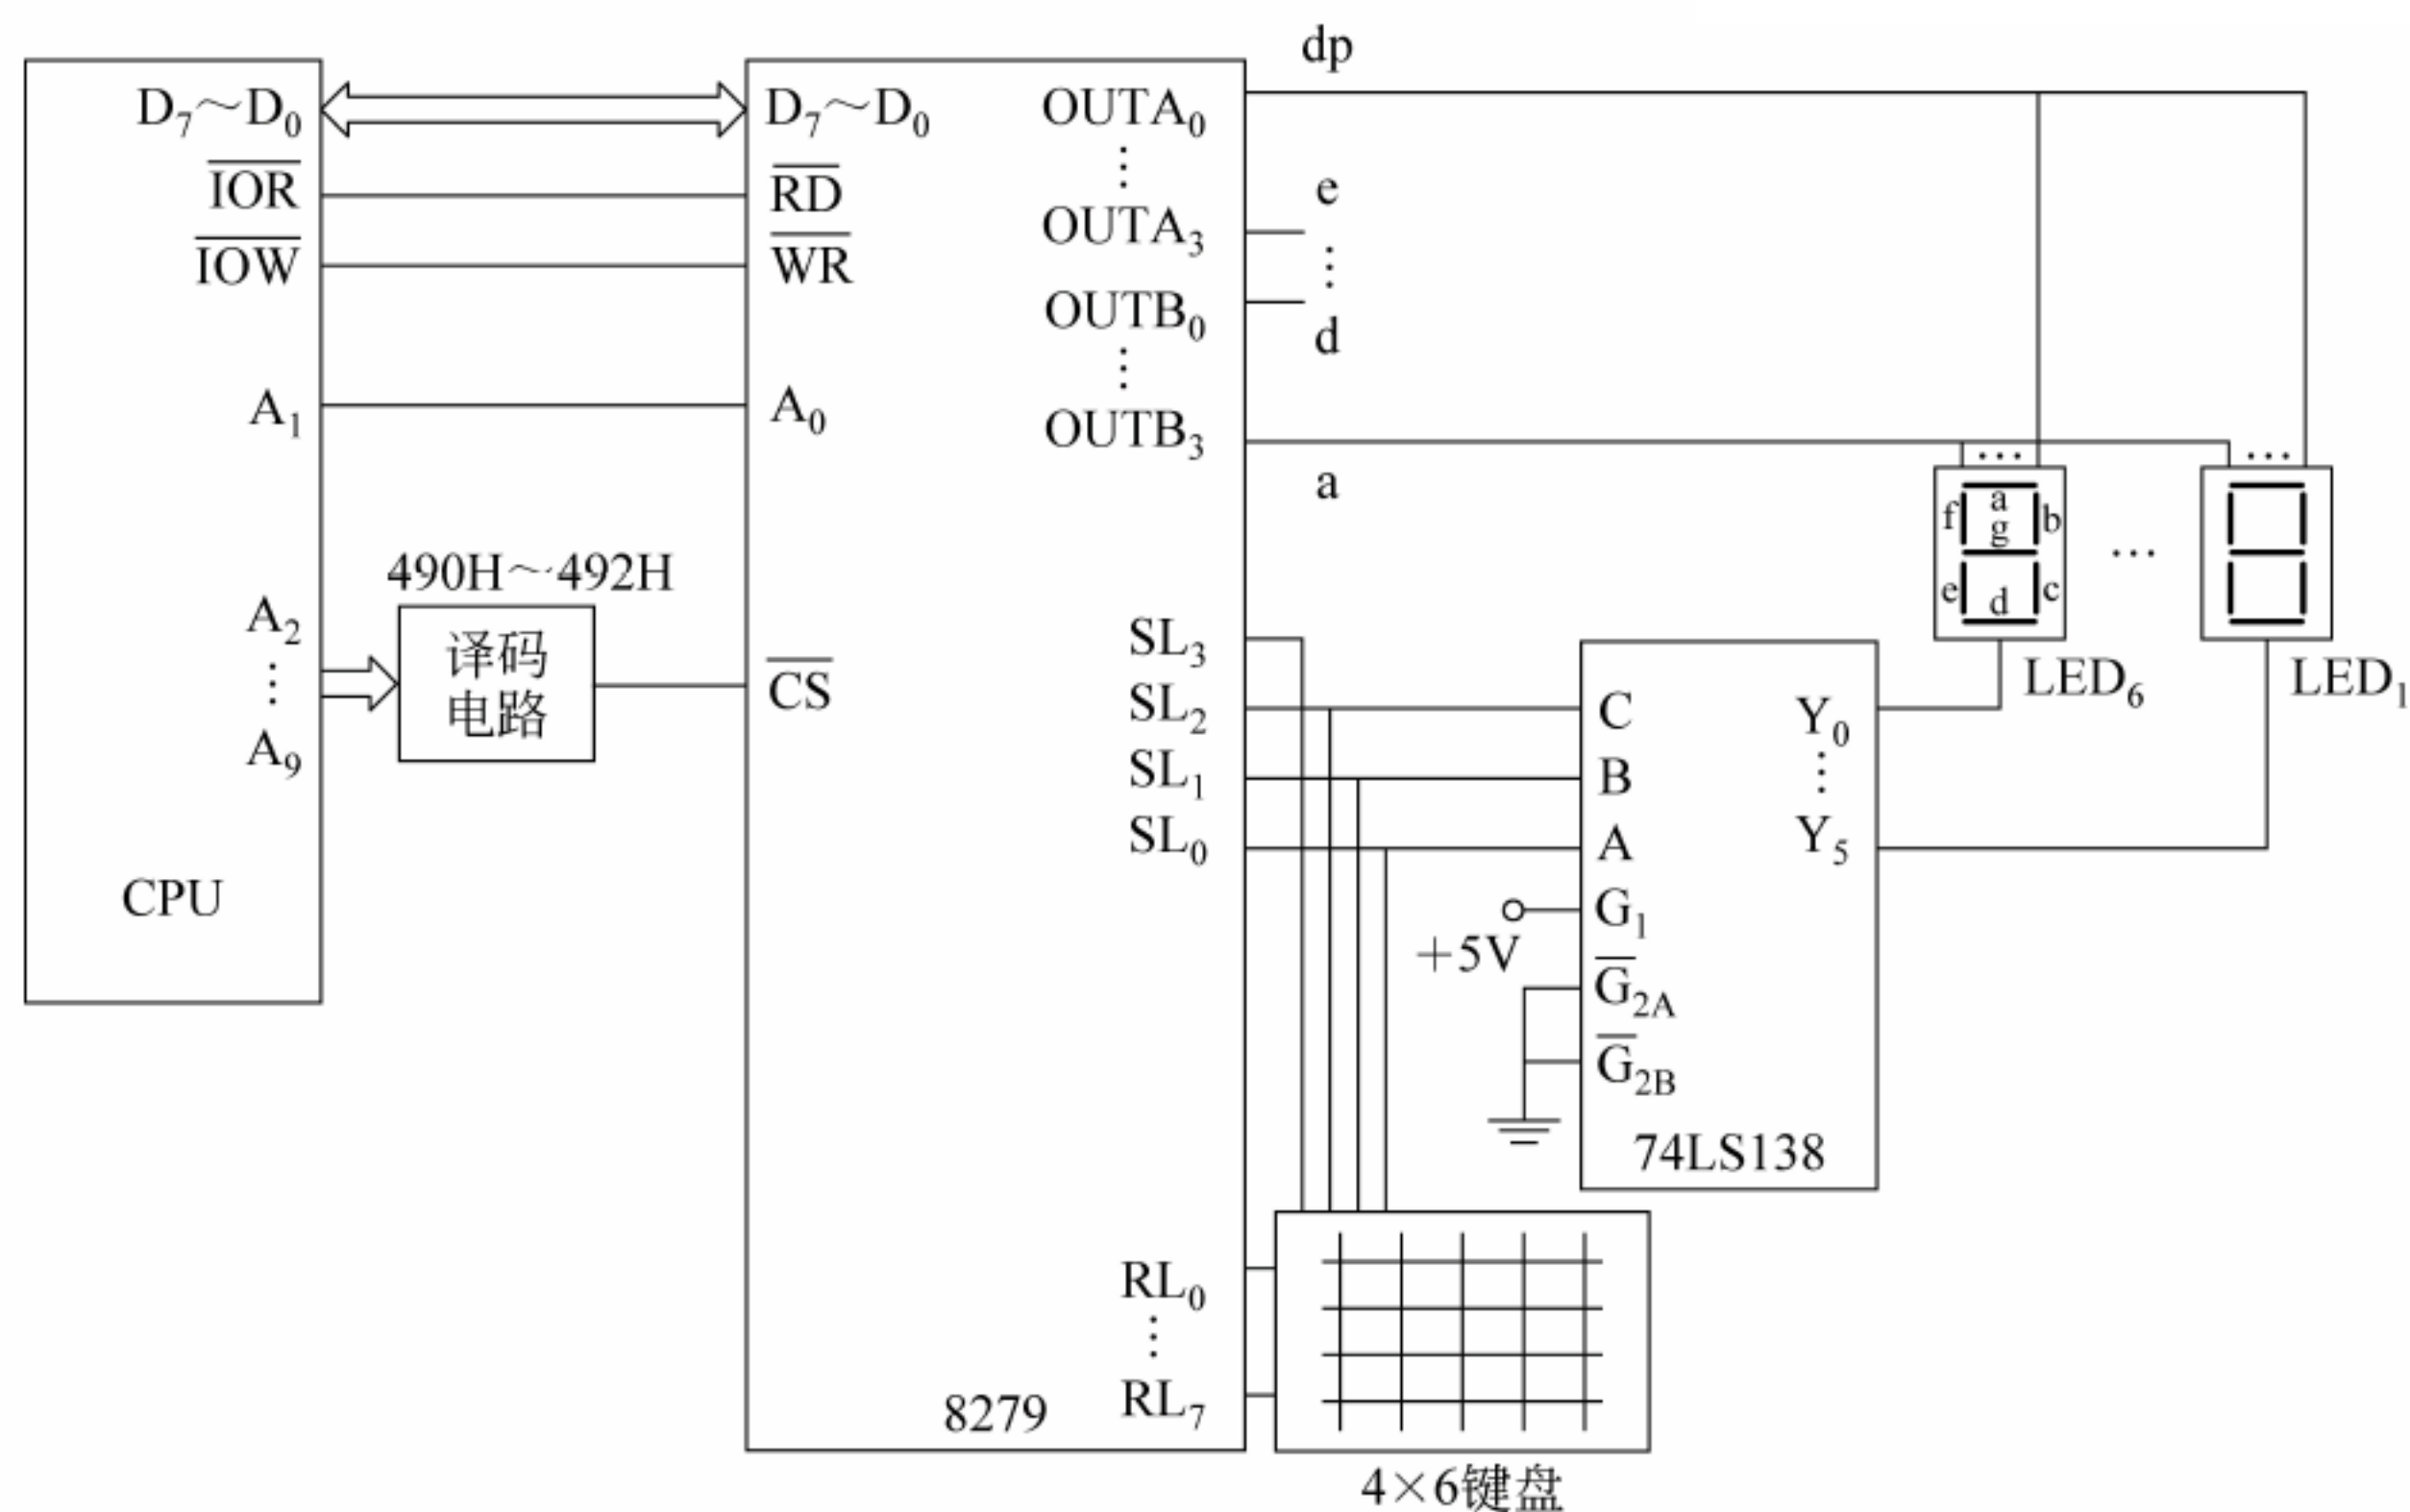 D7～D0
IOR
IOW
A1
A2
⋮
A9
CPU
490H～492H
译码
电路
D7～D0
RD
WR
A0
CS
8279
OUTA0
⋮
OUTA3
OUTB0
⋮
OUTB3
SL3
SL2
SL1
SL0
RL0
⋮
RL7
dp
e
⋮
d
a
C
B
A
G1
+5V
G2A
G2B
74LS138
Y0
⋮
Y5
…
a
f
g
b
e
d
c
LED6
…
…
LED1
4×6键盘